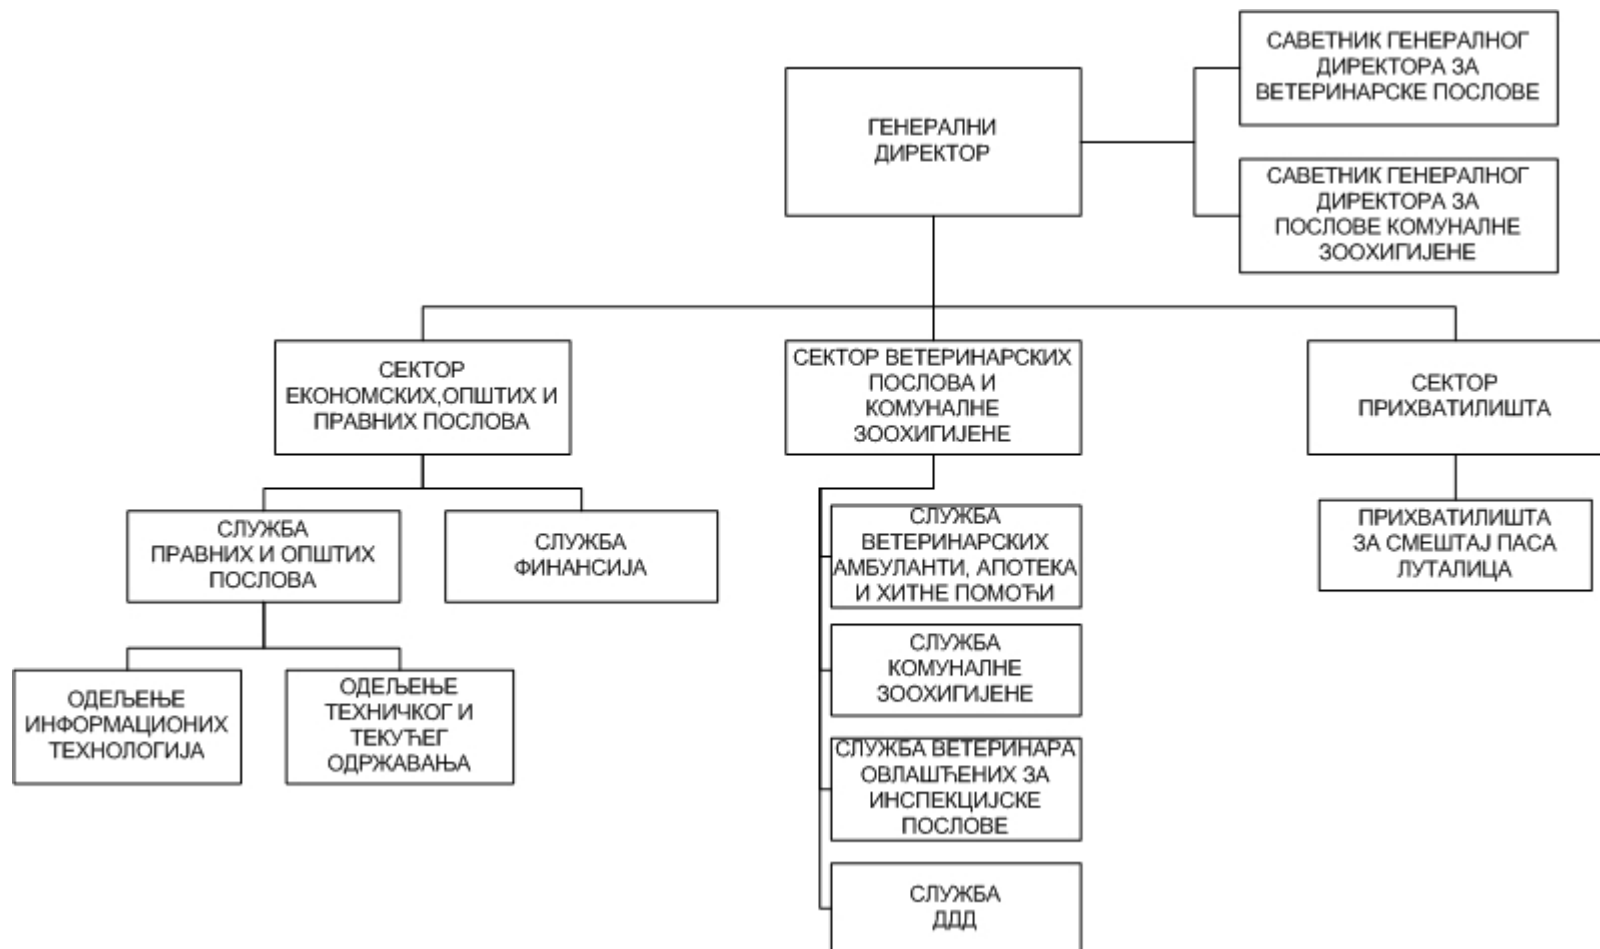 ГЕНЕРАЛНИ
ДИРЕКТОР
САВЕТНИК ГЕНЕРАЛНОГ
ДИРЕКТОРА ЗА
ВЕТЕРИНАРСКЕ ПОСЛОВЕ
САВЕТНИК ГЕНЕРАЛНОГ
ДИРЕКТОРА ЗА
ПОСЛОВЕ КОМУНАЛНЕ
ЗООХИГИЈЕНЕ
СЕКТОР
ЕКОНОМСКИХ,ОПШТИХ И
ПРАВНИХ ПОСЛОВА
СЕКТОР ВЕТЕРИНАРСКИХ
ПОСЛОВА И
КОМУНАЛНЕ
ЗООХИГИЈЕНЕ
СЕКТОР
ПРИХВАТИЛИШТА
СЛУЖБА
ПРАВНИХ И ОПШТИХ
ПОСЛОВА
СЛУЖБА
ФИНАНСИЈА
СЛУЖБА
ВЕТЕРИНАРСКИХ
АМБУЛАНТИ, АПОТЕКА
И ХИТНЕ ПОМОЋИ
ПРИХВАТИЛИШТА
ЗА СМЕШТАЈ ПАСА
ЛУТАЛИЦА
ОДЕЉЕЊЕ
ИНФОРМАЦИОНИХ
ТЕХНОЛОГИЈА
ОДЕЉЕЊЕ
ТЕХНИЧКОГ И
ТЕКУЋЕГ
ОДРЖАВАЊА
СЛУЖБА
КОМУНАЛНЕ
ЗООХИГИЈЕНЕ
СЛУЖБА ВЕТЕРИНАРА
ОВЛАШЋЕНИХ ЗА
ИНСПЕКЦИЈСКЕ
ПОСЛОВЕ
СЛУЖБА
ДДД